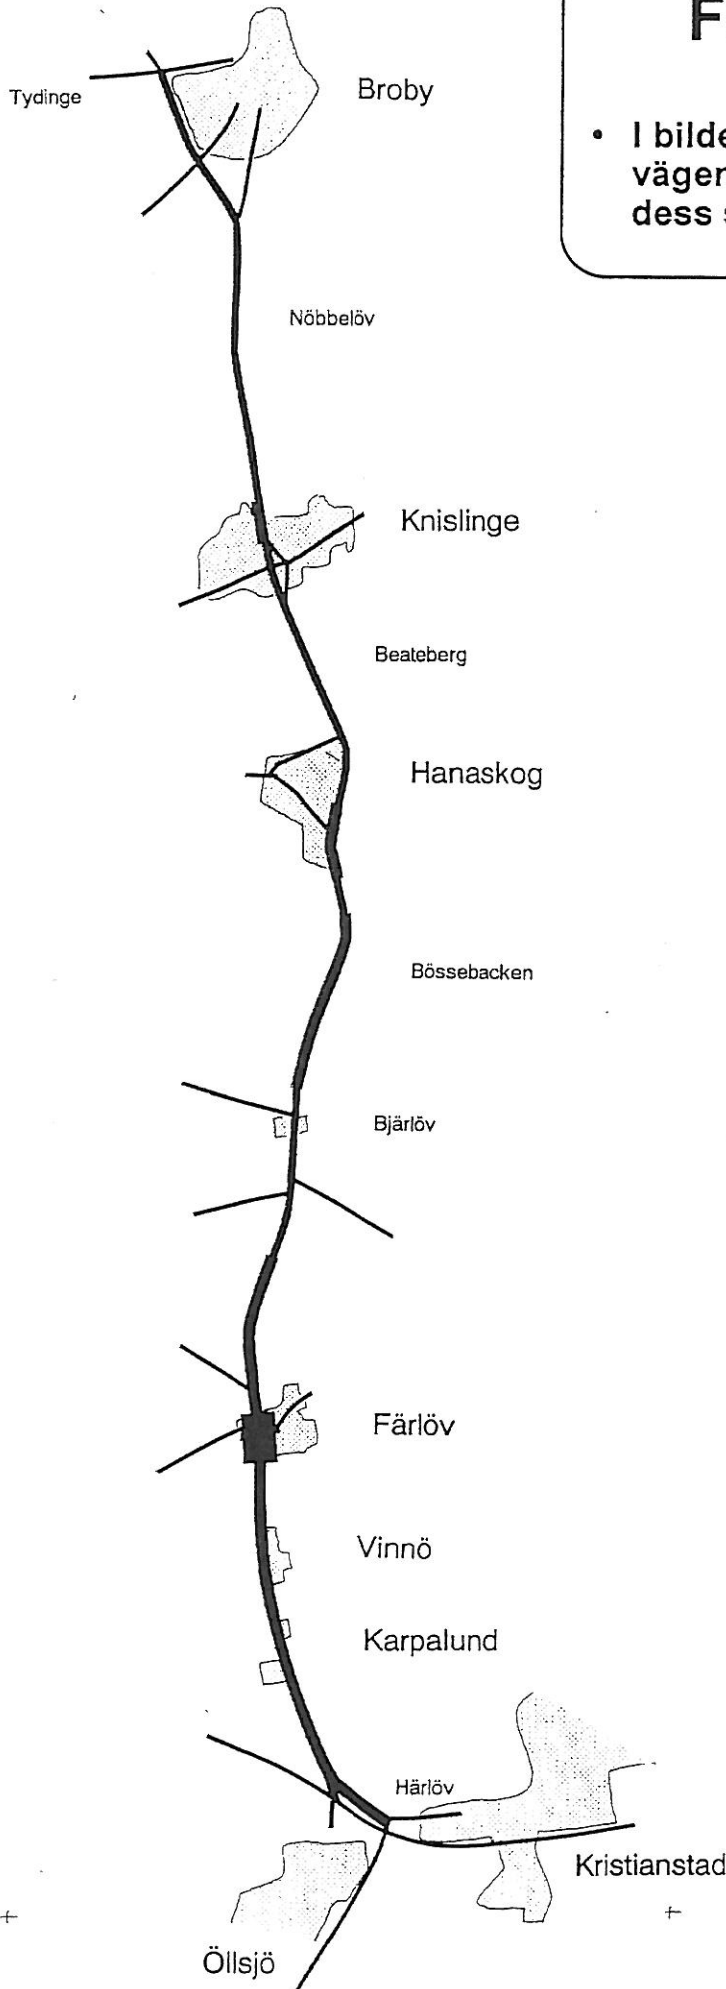 F
• I bilde
vägen
dess s
Tydinge
Broby
Nöbbelöv
Knislinge
Beateberg
Hanaskog
Bössebacken
Bjärlöv
Färlöv
Vinnö
Karpalund
Härlöv
Kristianstad
Öllsjö